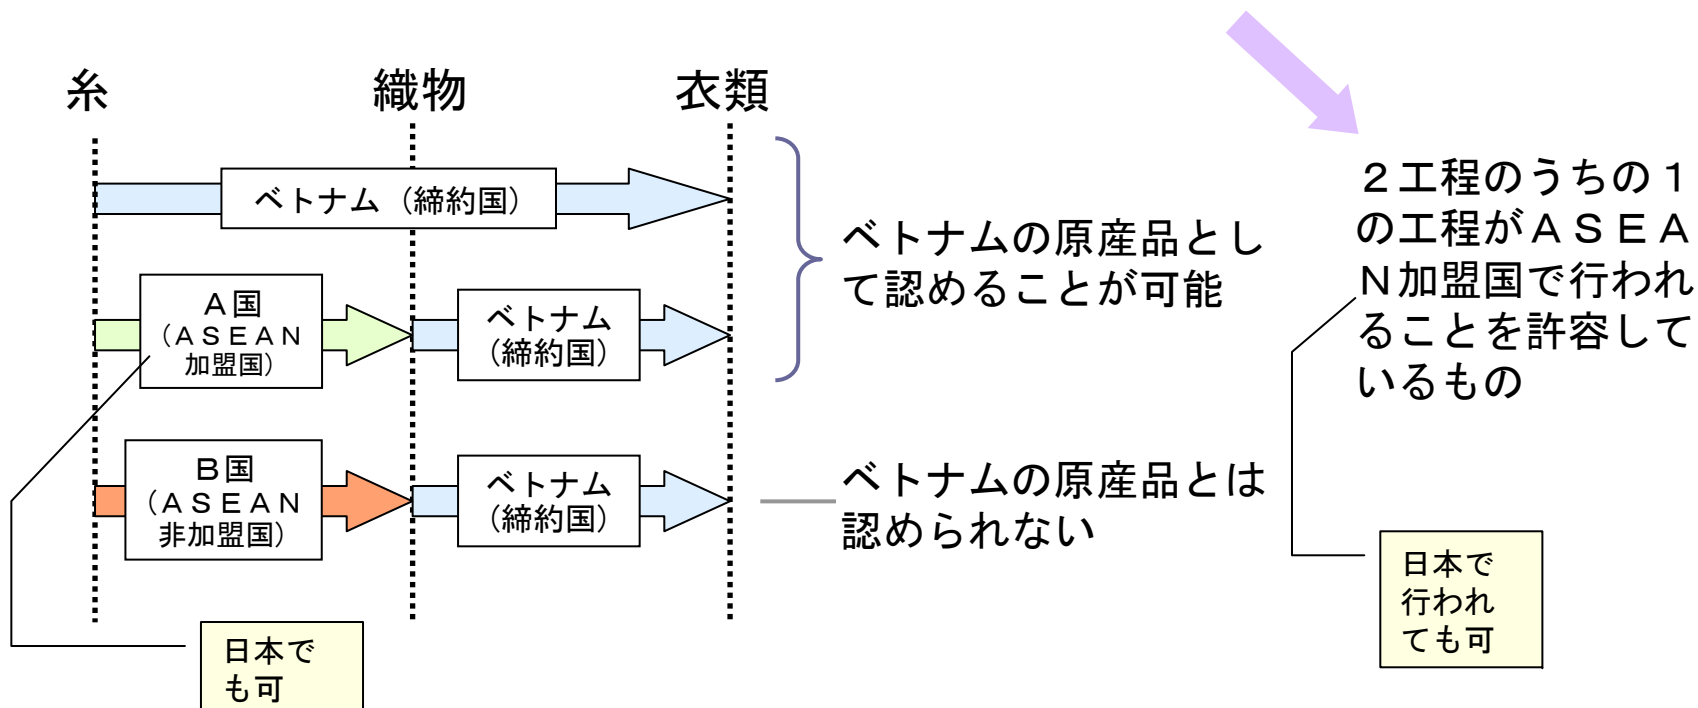 糸
織物
衣類
ベトナム（締約国）
ベトナムの原産品とし
て認めることが可能
A国
（ＡＳＥＡＮ
加盟国）
ベトナム
（締約国）
B国
（ＡＳＥＡＮ
非加盟国）
ベトナム
（締約国）
ベトナムの原産品とは
認められない
日本で
も可
２工程のうちの１
の工程がＡＳＥＡ
Ｎ加盟国で行われ
ることを許容して
いるもの
日本で
行われ
ても可